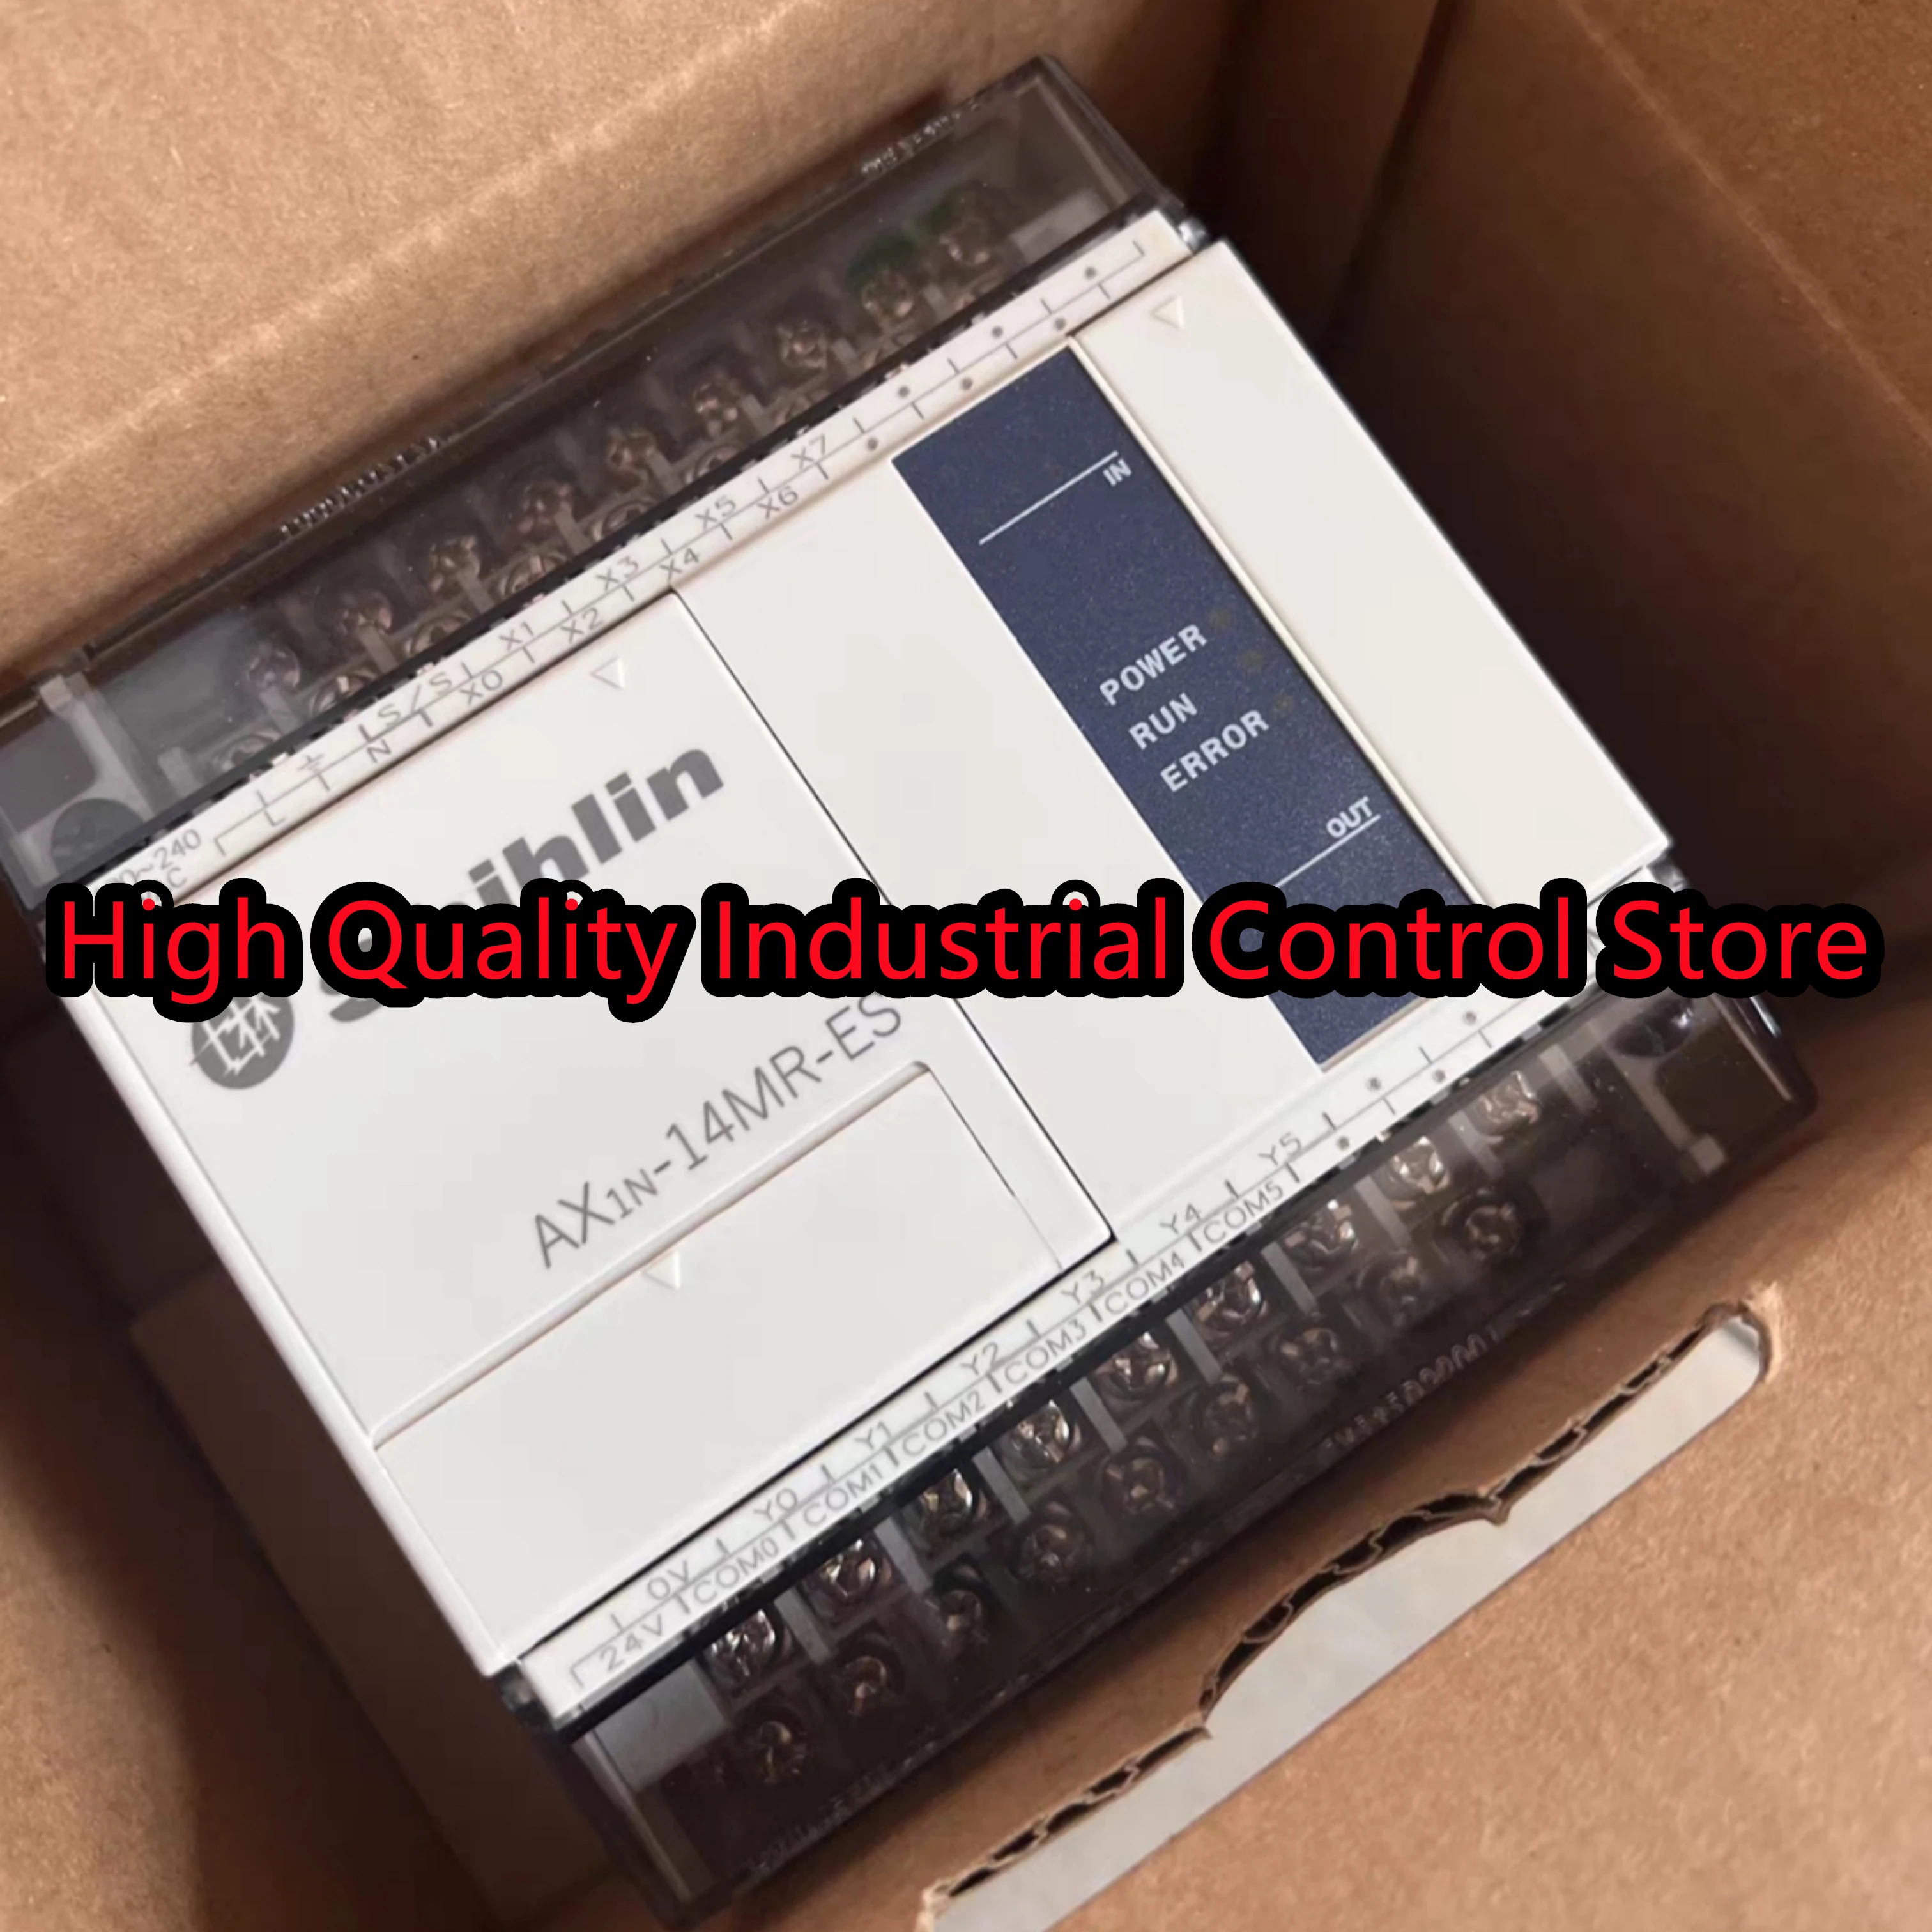 L N X0 X2 X4 X6
S/S X1 X3 X5 X7
IN
POWER
RUN
ERROR
OUT
High Quality Industrial Control Store
AX1N-14MR-ES
0V Y0 Y1 Y2 Y3 Y4 Y5
24V COM0 COM1 COM2 COM3 COM4 COM5